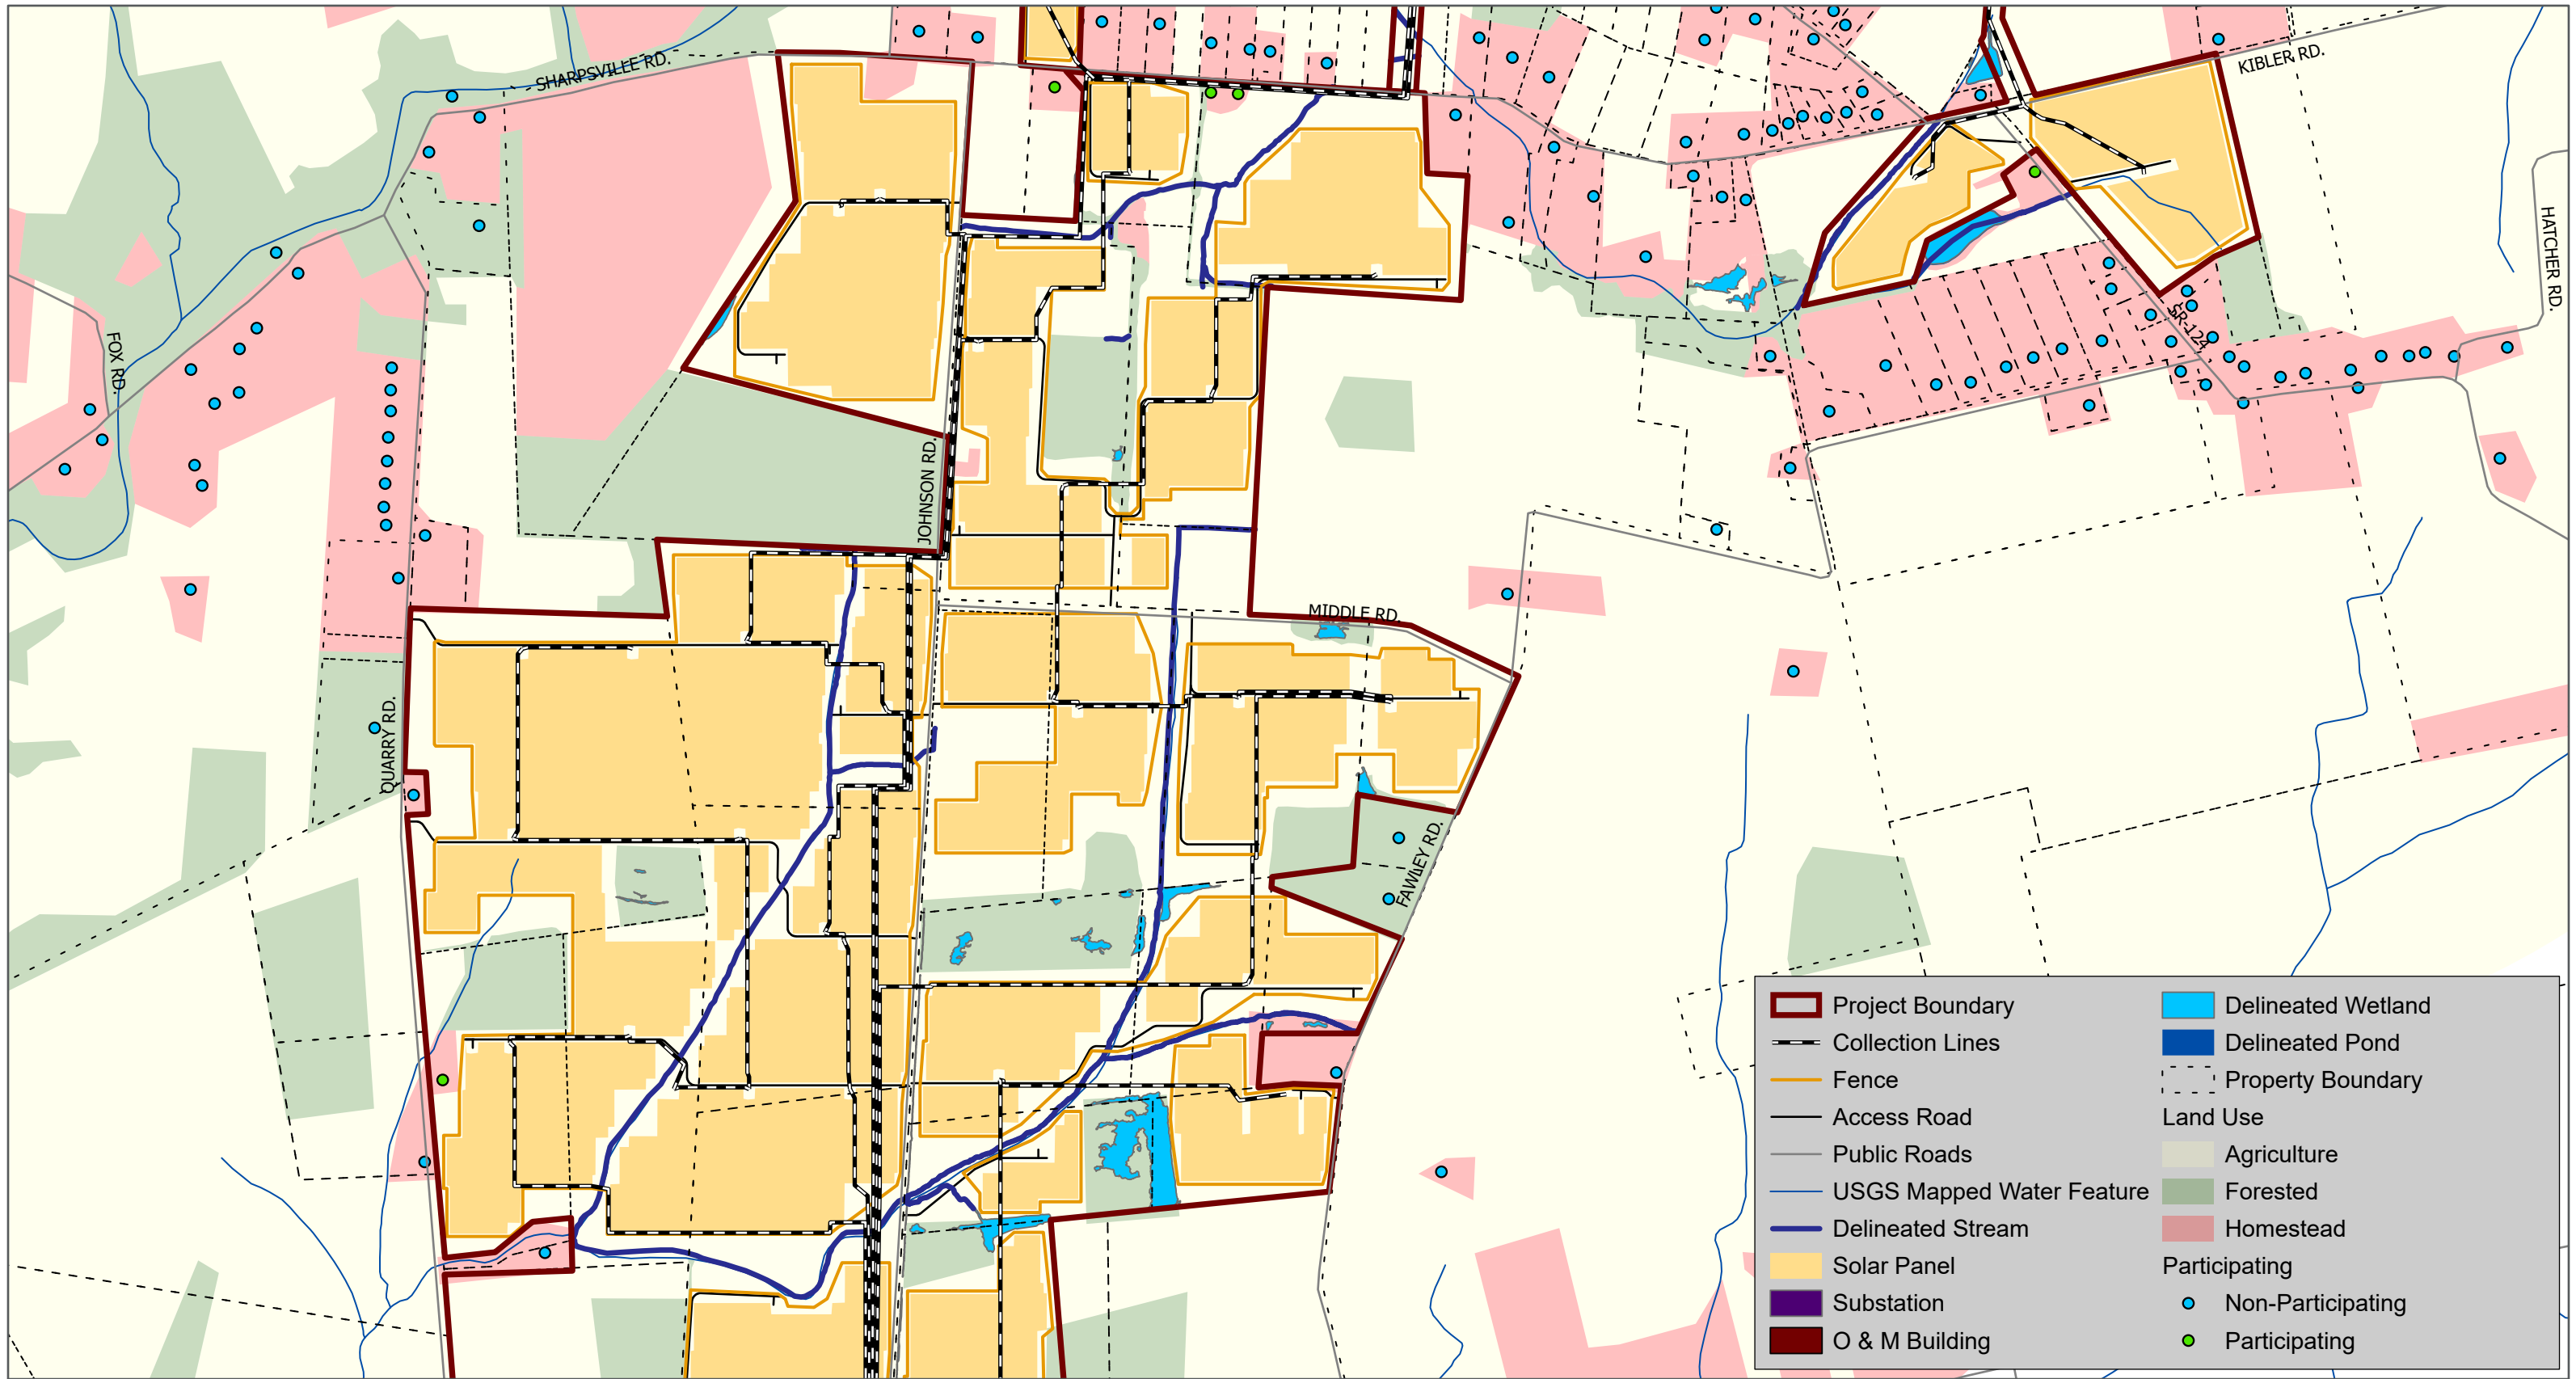 SHARPSVILLE RD.
KIBLER RD.
HATCHER RD.
FOX RD.
SR-124
JOHNSON RD.
MIDDLE RD.
QUARRY RD.
FAWLEY RD.
Project Boundary
Collection Lines
Fence
Access Road
Public Roads
USGS Mapped Water Feature
Delineated Stream
Solar Panel
Substation
O & M Building
Delineated Wetland
Delineated Pond
Property Boundary
Land Use
Agriculture
Forested
Homestead
Participating
Non-Participating
Participating